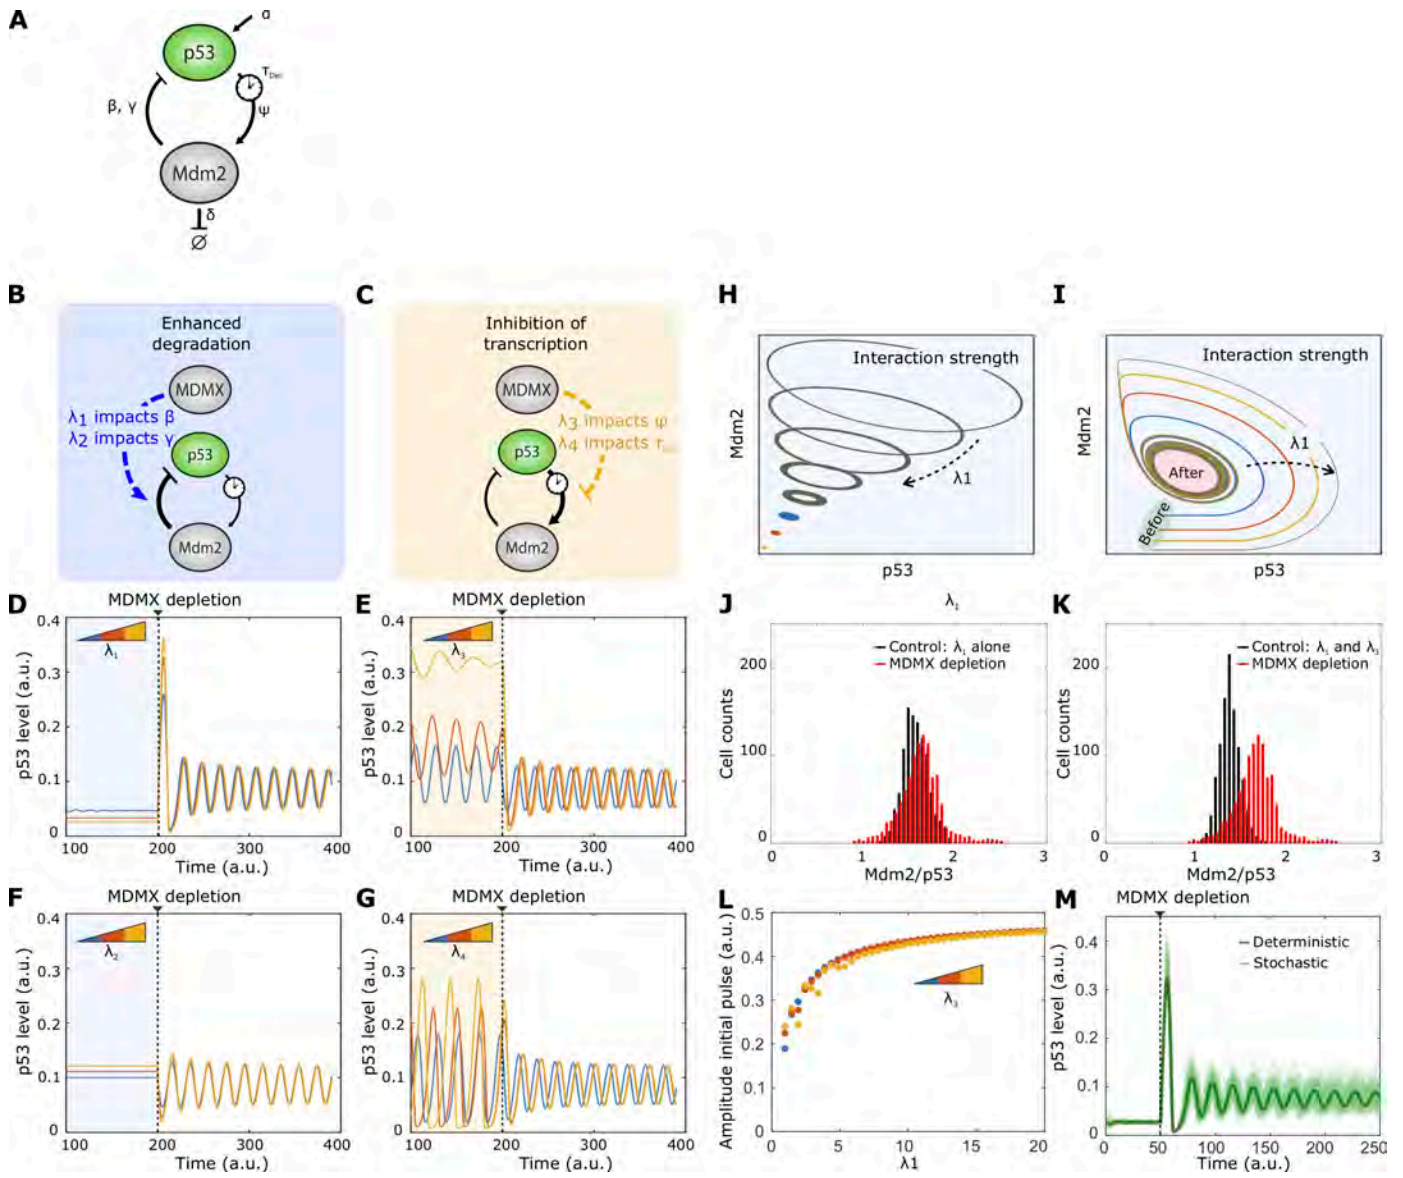 A
α
p53
τDel
β, γ
ψ
Mdm2
δ
∅
B
Enhanced
degradation
MDMX
λ1 impacts β
λ2 impacts γ
p53
Mdm2
C
Inhibition of
transcription
MDMX
λ3 impacts ψ
λ4 impacts τ
p53
Mdm2
H
Interaction strength
λ1
Mdm2
p53
I
Interaction strength
λ1
After
Before
Mdm2
p53
D
MDMX depletion
λ1
p53 level (a.u.)
0.4
0.3
0.2
0.1
0
100 200 300 400
Time (a.u.)
E
MDMX depletion
λ3
p53 level (a.u.)
0.4
0.3
0.2
0.1
0
100 200 300 400
Time (a.u.)
J
λ1
Control: λ1 alone
MDMX depletion
Cell counts
200
100
0
0 1 2 3
Mdm2/p53
K
Control: λ1 and λ3
MDMX depletion
Cell counts
200
100
0
0 1 2 3
Mdm2/p53
F
MDMX depletion
λ2
p53 level (a.u.)
0.4
0.3
0.2
0.1
0
100 200 300 400
Time (a.u.)
G
MDMX depletion
λ4
p53 level (a.u.)
0.4
0.3
0.2
0.1
0
100 200 300 400
Time (a.u.)
L
λ3
Amplitude initial pulse (a.u.)
0.5
0.4
0.3
0.2
0.1
0
0 5 10 15 20
λ1
M
MDMX depletion
Deterministic
Stochastic
p53 level (a.u.)
0.4
0.3
0.2
0.1
0
0 50 100 150 200 250
Time (a.u.)